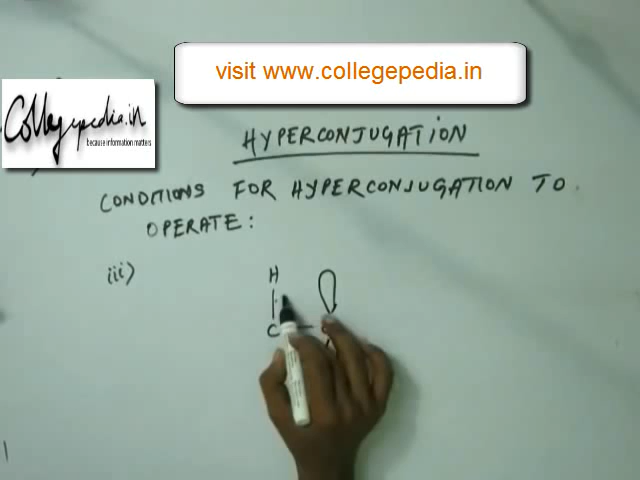 visit www.collegepedia.in
Collegepedia.in
because information matters
HYPERCONJUGATION
CONDITIONS FOR HYPERCONJUGATION TO
OPERATE:
iii)
H
C